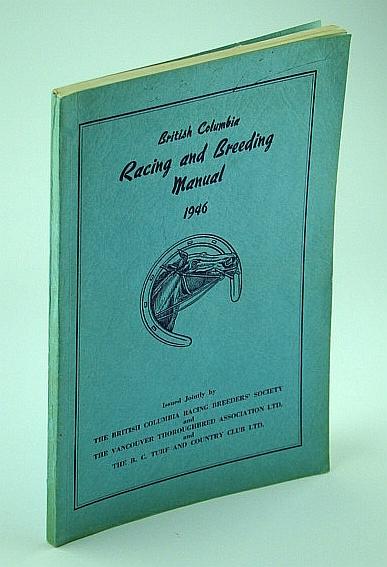 British Columbia
Racing and Breeding
Manual
1946
Issued Jointly by
THE BRITISH COLUMBIA RACING BREEDERS' SOCIETY
and
THE VANCOUVER THOROUGHBRED ASSOCIATION LTD.
and
THE B. C. TURF AND COUNTRY CLUB LTD.